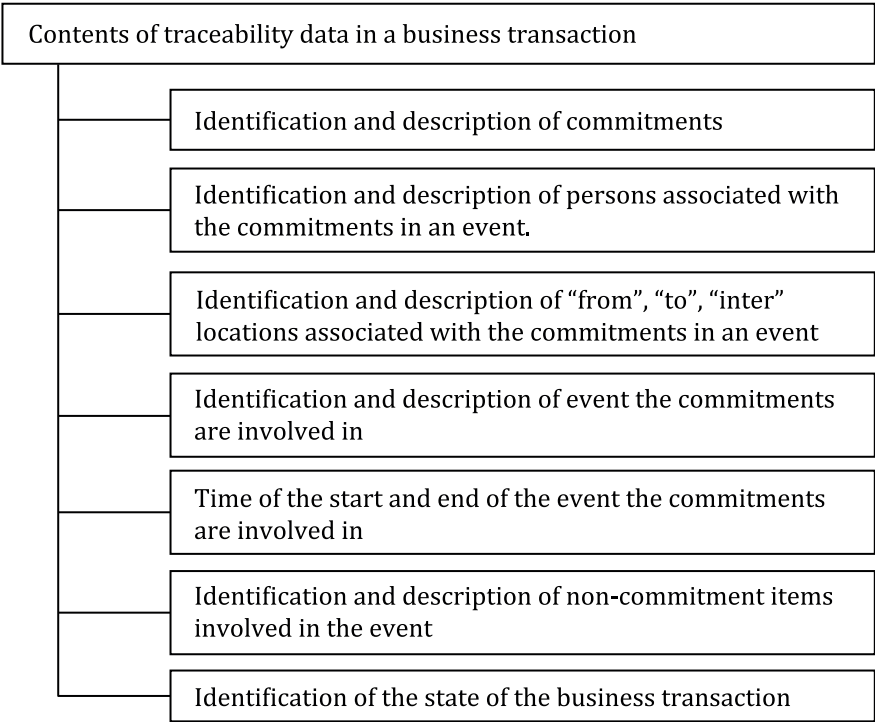 Contents of traceability data in a business transaction
Identification and description of commitments
Identification and description of persons associated with
the commitments in an event.
Identification and description of “from”, “to”, “inter”
locations associated with the commitments in an event
Identification and description of event the commitments
are involved in
Time of the start and end of the event the commitments
are involved in
Identification and description of non-commitment items
involved in the event
Identification of the state of the business transaction